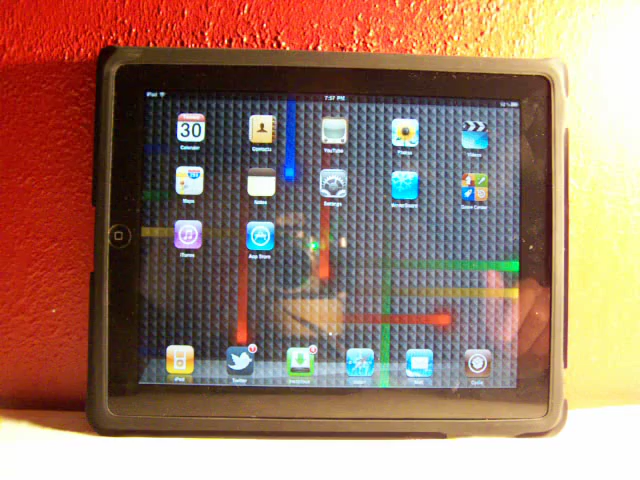 iPad
7:57 PM
30
Calendar
Contacts
YouTube
Photos
Videos
Maps
Notes
Settings
Game Center
iTunes
App Store
iPod
Twitter
Safari
Mail
Cydia